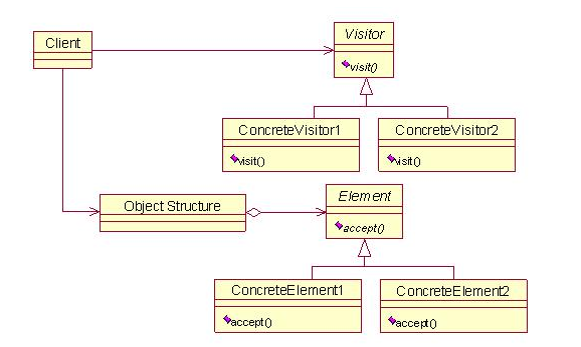 Client
Visitor
visit()
ConcreteVisitor1
visit()
ConcreteVisitor2
visit()
Object Structure
Element
accept()
ConcreteElement1
accept()
ConcreteElement2
accept()